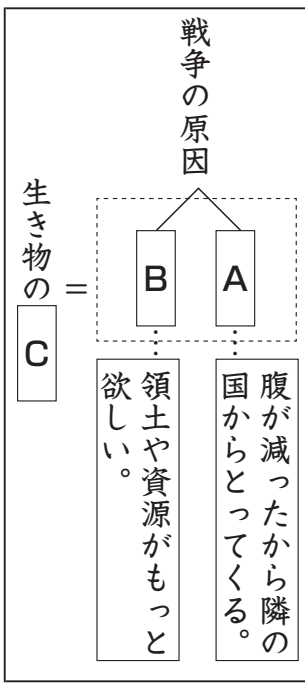 戦争の原因
A
腹が減ったから隣の
国からとってくる。
B
領土や資源がもっと
欲しい。
=
生き物の C